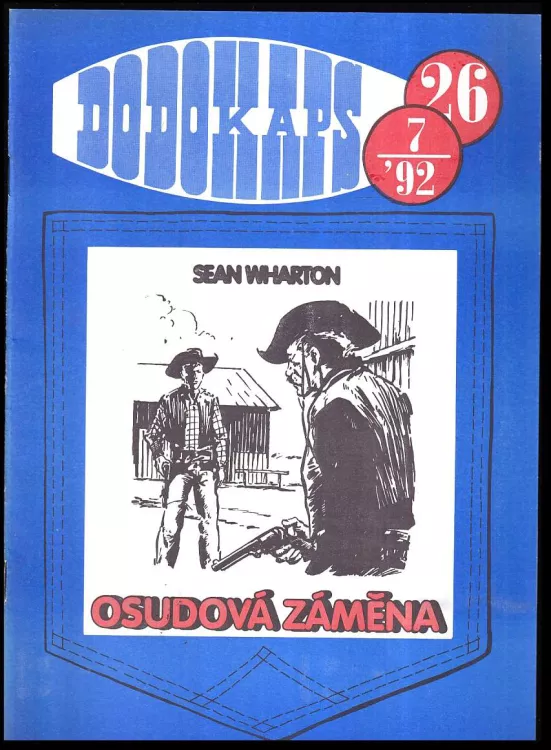 DODOKAPS
26
7
'92
SEAN WHARTON
OSUDOVÁ ZÁMĚNA